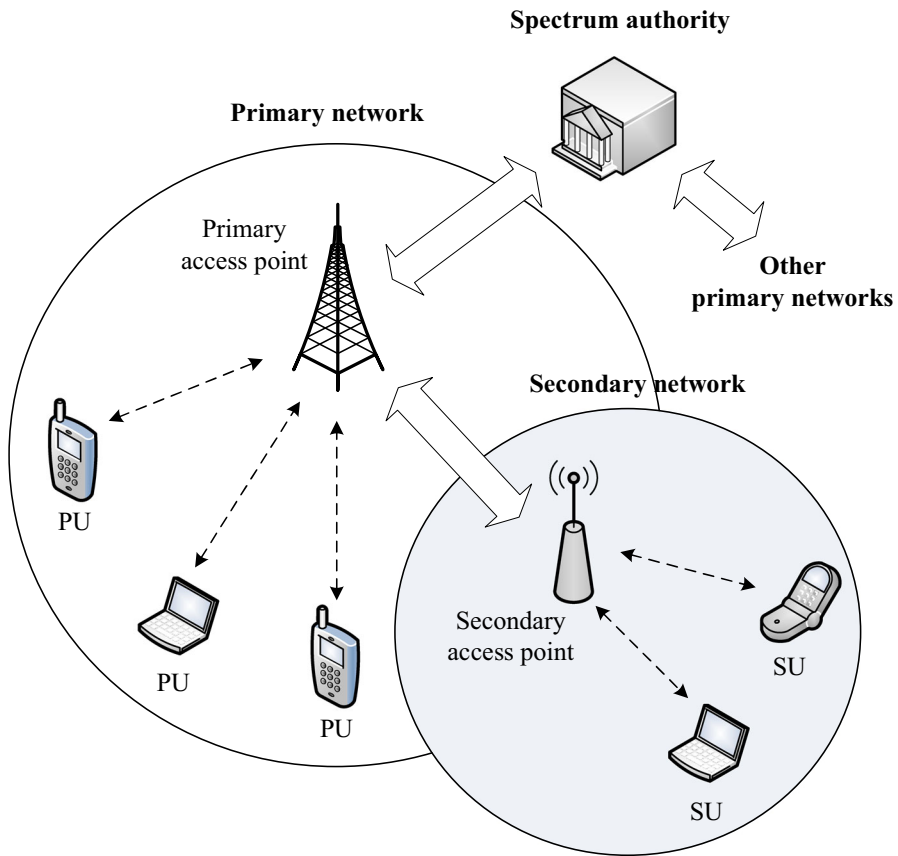 Spectrum authority
Primary network
Primary
access point
Other
primary networks
Secondary network
PU
Secondary
access point
PU
PU
SU
SU